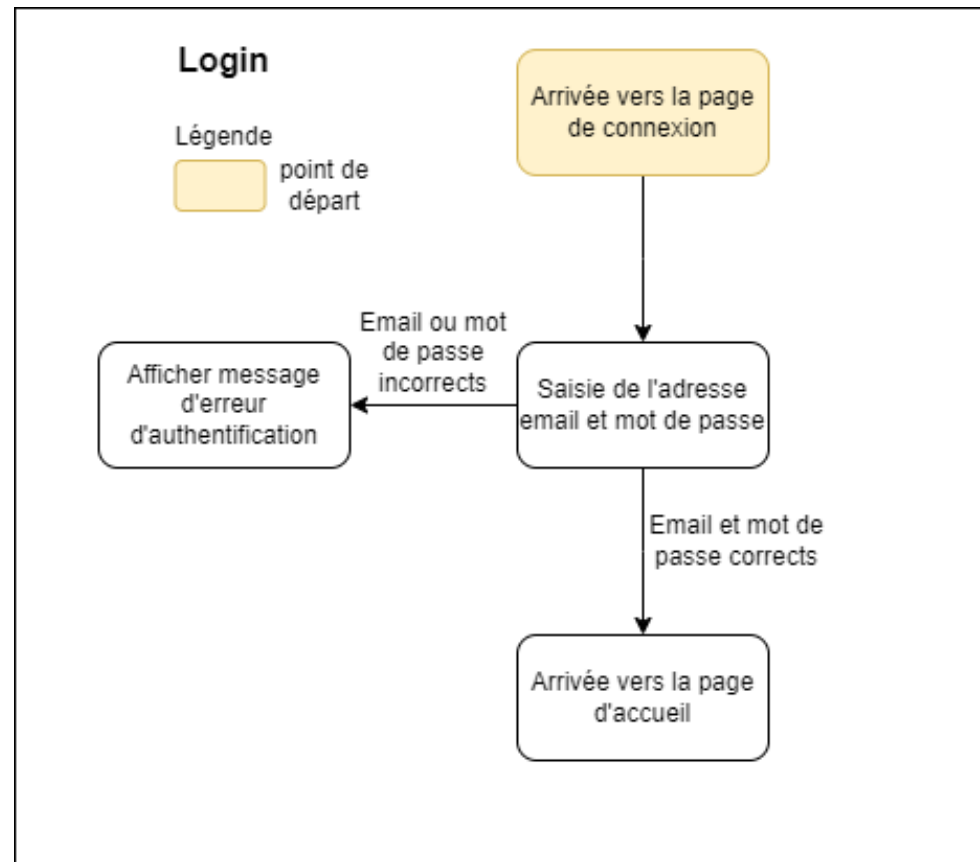 Login
Légende
point de
départ
Arrivée vers la page
de connexion
Email ou mot
de passe
incorrects
Afficher message
d'erreur
d'authentification
Saisie de l'adresse
email et mot de passe
Email et mot de
passe corrects
Arrivée vers la page
d'accueil